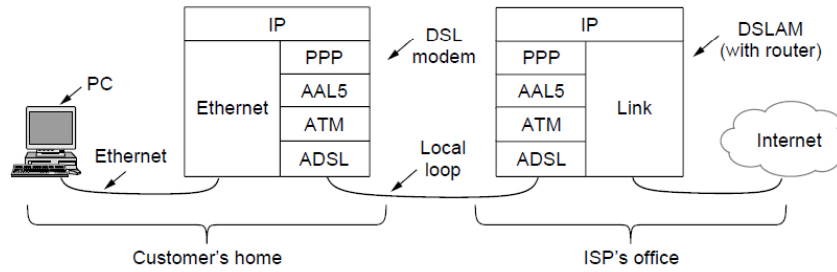 IP
IP
PPP
DSL
modem
PPP
DSLAM
(with router)
PC
Ethernet
AAL5
AAL5
Link
ATM
ATM
Internet
Ethernet
ADSL
Local
loop
ADSL
Customer's home
ISP's office